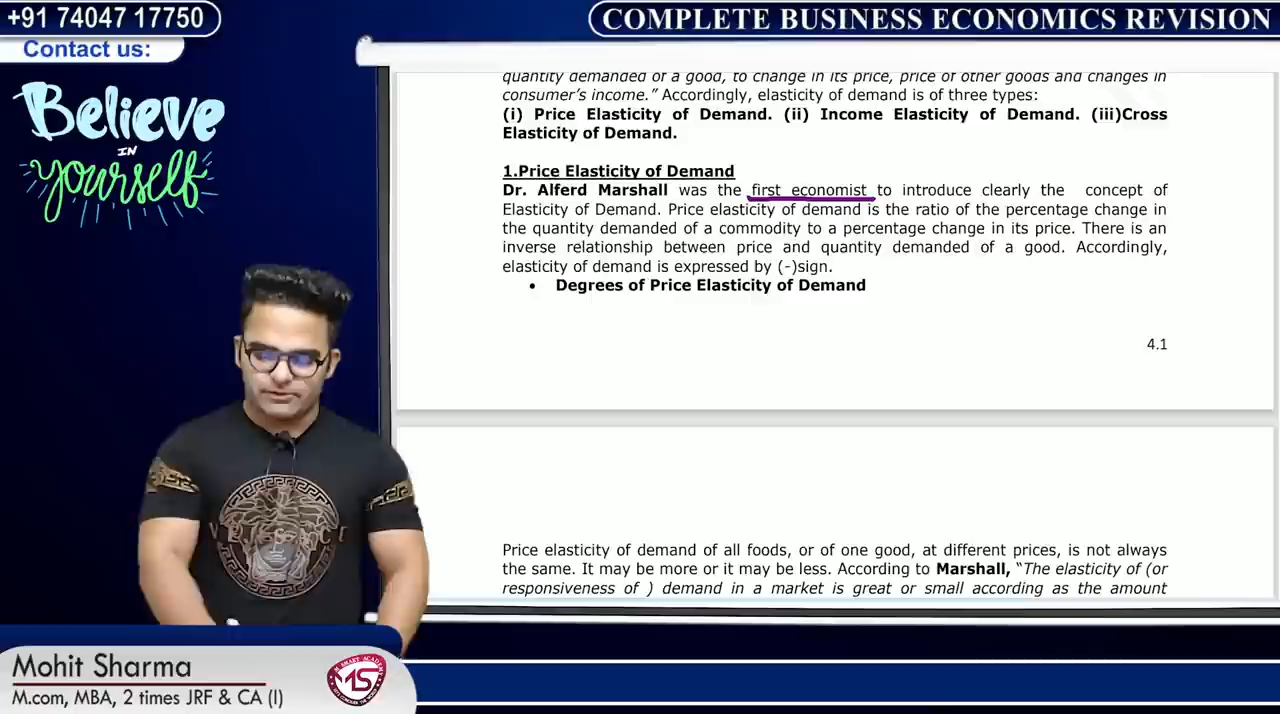 +91 74047 17750
Contact us:
COMPLETE BUSINESS ECONOMICS REVISION
Believe
IN
yourself
quantity demanded of a good, to change in its price, price of other goods and changes in
consumer's income." Accordingly, elasticity of demand is of three types:
(i) Price Elasticity of Demand. (ii) Income Elasticity of Demand. (iii)Cross
Elasticity of Demand.
1.Price Elasticity of Demand
Dr. Alferd Marshall was the first economist to introduce clearly the concept of
Elasticity of Demand. Price elasticity of demand is the ratio of the percentage change in
the quantity demanded of a commodity to a percentage change in its price. There is an
inverse relationship between price and quantity demanded of a good. Accordingly,
elasticity of demand is expressed by (-)sign.
• Degrees of Price Elasticity of Demand
4.1
Price elasticity of demand of all foods, or of one good, at different prices, is not always
the same. It may be more or it may be less. According to Marshall, "The elasticity of (or
responsiveness of ) demand in a market is great or small according as the amount
Mohit Sharma
M.com, MBA, 2 times JRF & CA (I)
MS